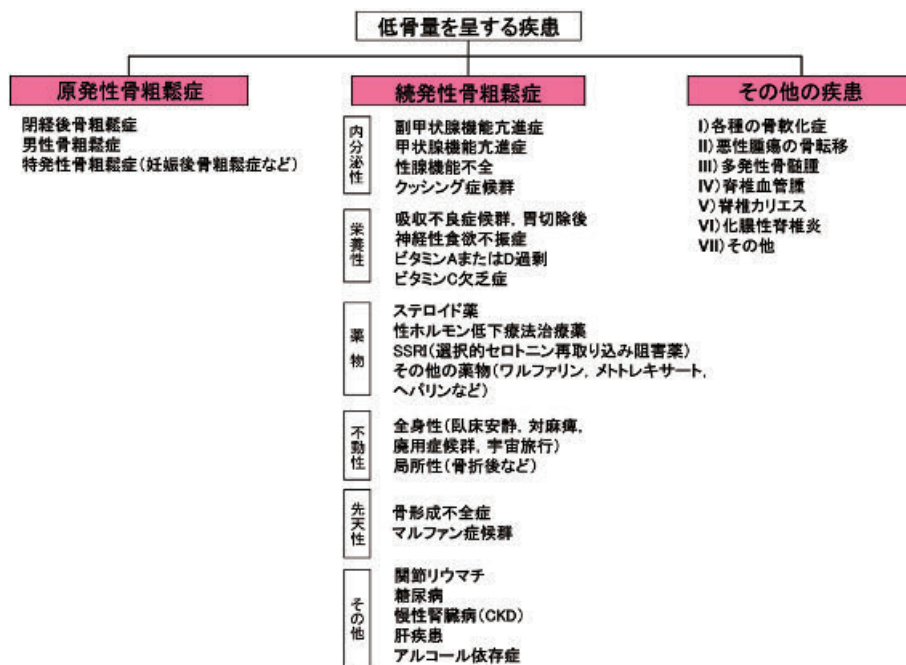 低骨量を呈する疾患
原発性骨粗鬆症
閉経後骨粗鬆症
男性骨粗鬆症
特発性骨粗鬆症(妊娠後骨粗鬆症など)
続発性骨粗鬆症
内分泌性
副甲状腺機能亢進症
甲状腺機能亢進症
性腺機能不全
クッシング症候群
栄養性
吸収不良症候群, 胃切除後
神経性食欲不振症
ビタミンAまたはD過剰
ビタミンC欠乏症
薬物
ステロイド薬
性ホルモン低下療法治療薬
SSRI(選択的セロトニン再取り込み阻害薬)
その他の薬物(ワルファリン, メトトレキサート,
ヘパリンなど)
不動性
全身性(臥床安静, 対麻痺,
廃用症候群, 宇宙旅行)
局所性(骨折後など)
先天性
骨形成不全症
マルファン症候群
その他
関節リウマチ
糖尿病
慢性腎臓病(CKD)
肝疾患
アルコール依存症
その他の疾患
I)各種の骨軟化症
II)悪性腫瘍の骨転移
III)多発性骨髄腫
IV)脊椎血管腫
V)脊椎カリエス
VI)化膿性脊椎炎
VII)その他